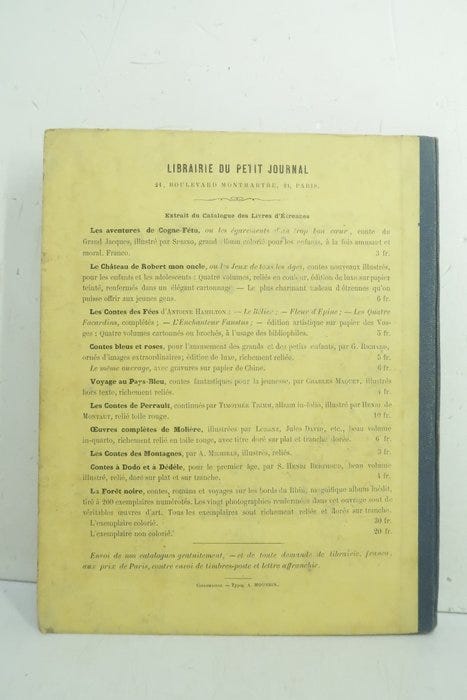 LIBRAIRIE DU PETIT JOURNAL
21, BOULEVARD MONTMARTRE, 21, PARIS.
Extrait du Catalogue des Livres d'Étrennes
Les aventures de Cogne-Fêtu, ou les égarements d'un trop bon cœur, conte du
Grand Jacques, illustré par grand album colorié pour les enfants, à la fois amusant et
moral. Franco. 3 fr.
Le Château de Robert mon oncle, ou les Jeux de tous les âges, contes nouveaux illustrés,
pour les enfants et les adolescents : Quatre volumes, reliés en couleur, édition de luxe sur papier
teinté, renfermés dans un élégant cartonnage. — Le plus charmant cadeau d'étrennes qu'on
puisse offrir aux jeunes gens. 6 fr.
Les Contes des Fées d'ANTOINE HAMILTON : — Le Bélier ; — Fleur d'Epine ; — Les Quatre
Facardins, complétés ; — L'Enchanteur Faustus ; — édition artistique sur papier des Vos-
ges : Quatre volumes cartonnés ou brochés, à l'usage des bibliophiles. 5 fr.
Contes bleus et roses, pour l'amusement des grands et des petits enfants, par G. RICHARD,
ornés d'images extraordinaires ; édition de luxe, richement reliée. 5 fr.
Le même ouvrage, avec gravures sur papier de Chine. 6 fr.
Voyage au Pays-Bleu, contes fantastiques pour la jeunesse, par CHARLES MAQUET, illustrés
hors texte, richement reliés. 4 fr.
Les Contes de Perrault, continués par TIMOTHÉE TRIMM, album in-folio, illustré par HENRI DE
MONTAUT, relié toile rouge. 10 fr.
Œuvres complètes de Molière, illustrées par LORENTZ, Jules DAVID, etc., beau volume
in-quarto, richement relié en toile rouge, avec titre doré sur plat et tranche dorée. 6 fr.
Les Contes des Montagnes, par A. illustrés, reliés. 3 fr.
Contes à Dodo et à Dédèle, pour le premier âge, par S. HENRI BERTHOUD, beau volume
illustré, relié, doré sur plat et sur tranche. 4 fr.
La Forêt noire, contes, romans et voyages sur les bords du Rhin, magnifique album inédit,
tiré à 200 exemplaires numérotés. Les vingt photographies renfermées dans cet ouvrage sont de
véritables œuvres d'art. Tous les exemplaires sont richement reliés et dorés sur tranche.
L'exemplaire colorié. 30 fr.
L'exemplaire non colorié. 20 fr.
Envoi de nos catalogues gratuitement, — et de toute demande de librairie, franco,
aux prix de Paris, contre envoi de timbres-poste et lettre affranchie.
— Typog. A.